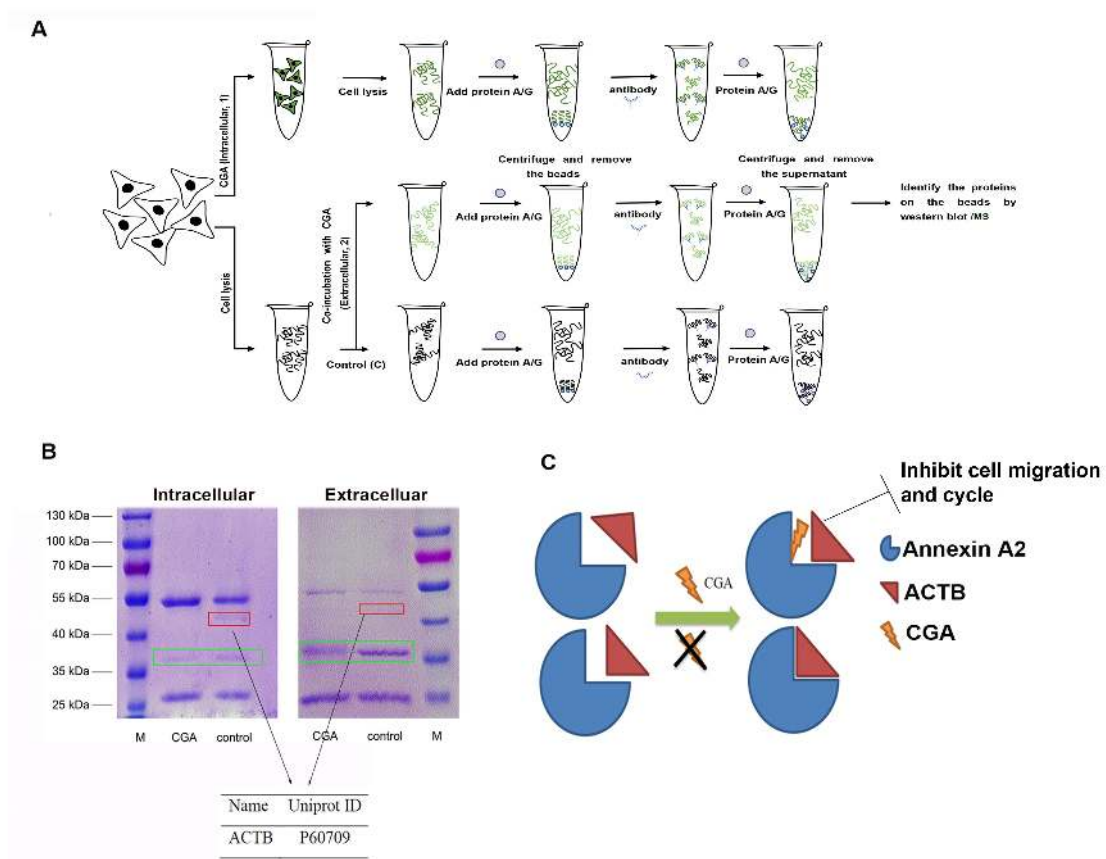 A
CGA (Intracellular, 1)
Cell lysis
Add protein A/G
antibody
Protein A/G
Centrifuge and remove
the beads
Centrifuge and remove
the supernatant
Co-incubation with CGA
(Extracellular, 2)
Add protein A/G
antibody
Protein A/G
Identify the proteins
on the beads by
western blot /MS
Cell lysis
Control (C)
Add protein A/G
antibody
Protein A/G
B
Intracellular
Extracelluar
130 kDa
100 kDa
70 kDa
55 kDa
40 kDa
35 kDa
25 kDa
M
CGA
control
CGA
control
M
Name
Uniprot ID
ACTB
P60709
C
Inhibit cell migration
and cycle
CGA
Annexin A2
ACTB
CGA